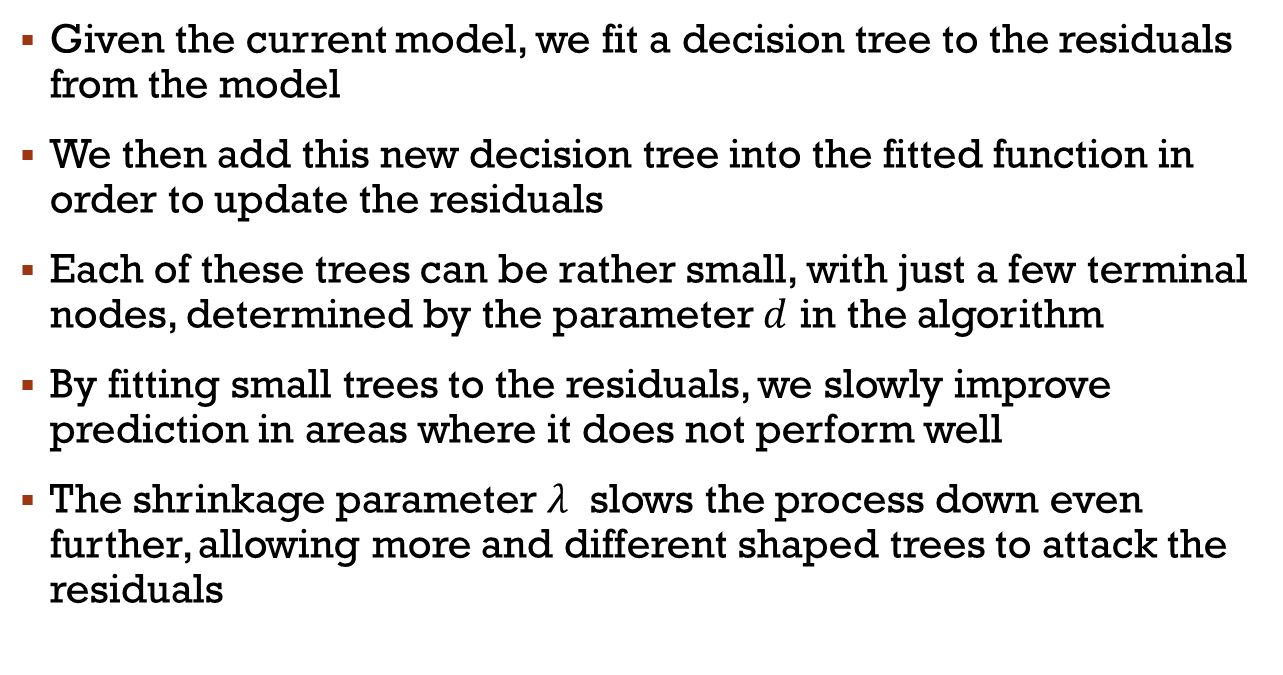 ▪ Given the current model, we fit a decision tree to the residuals
from the model
▪ We then add this new decision tree into the fitted function in
order to update the residuals
▪ Each of these trees can be rather small, with just a few terminal
nodes, determined by the parameter 𝑑 in the algorithm
▪ By fitting small trees to the residuals, we slowly improve
prediction in areas where it does not perform well
▪ The shrinkage parameter 𝜆 slows the process down even
further, allowing more and different shaped trees to attack the
residuals